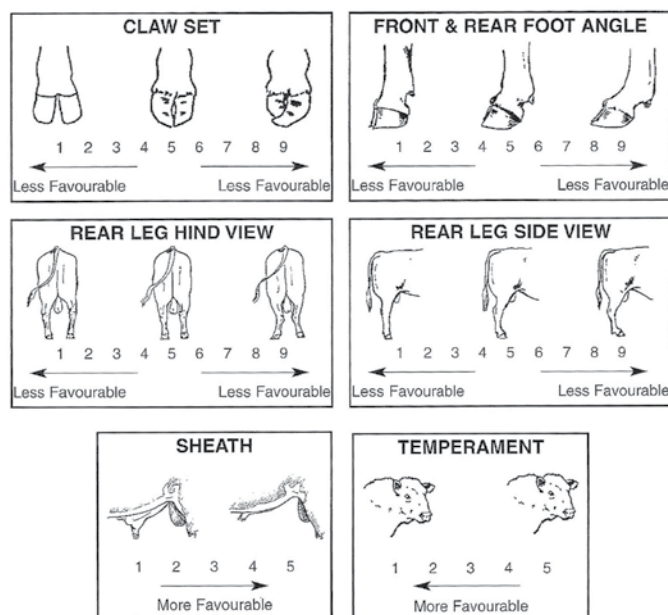 CLAW SET
1 2 3 4 5 6 7 8 9
Less Favourable Less Favourable
FRONT & REAR FOOT ANGLE
1 2 3 4 5 6 7 8 9
Less Favourable Less Favourable
REAR LEG HIND VIEW
1 2 3 4 5 6 7 8 9
Less Favourable Less Favourable
REAR LEG SIDE VIEW
1 2 3 4 5 6 7 8 9
Less Favourable Less Favourable
SHEATH
1 2 3 4 5
More Favourable
TEMPERAMENT
1 2 3 4 5
More Favourable